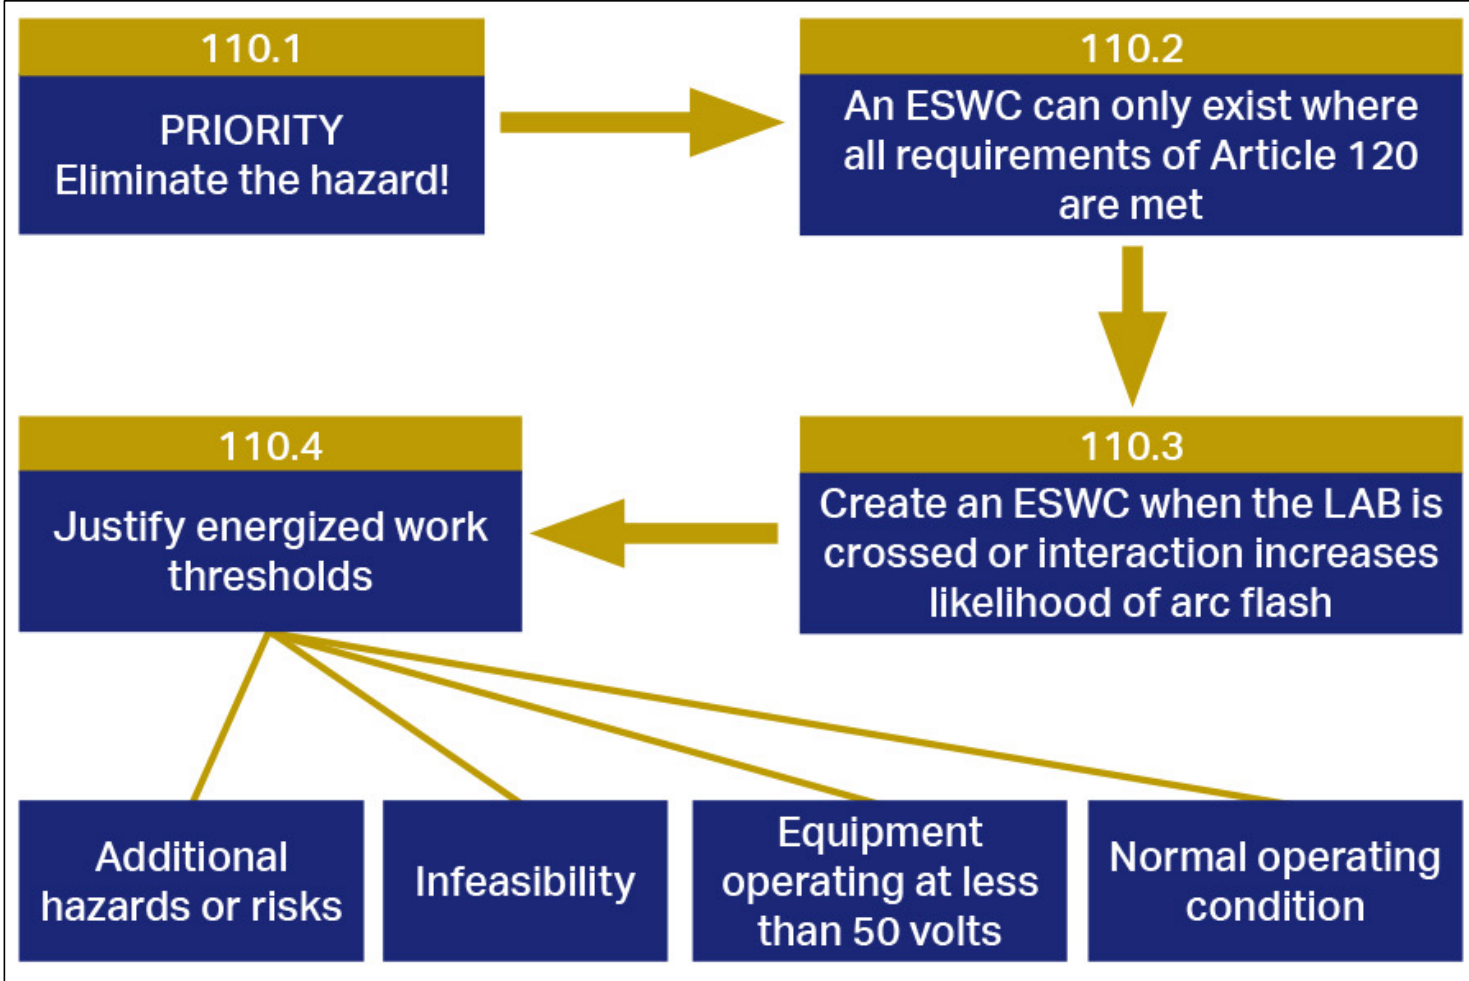 110.1
PRIORITY
Eliminate the hazard!
110.2
An ESWC can only exist where
all requirements of Article 120
are met
110.3
Create an ESWC when the LAB is
crossed or interaction increases
likelihood of arc flash
110.4
Justify energized work
thresholds
Additional
hazards or risks
Infeasibility
Equipment
operating at less
than 50 volts
Normal operating
condition